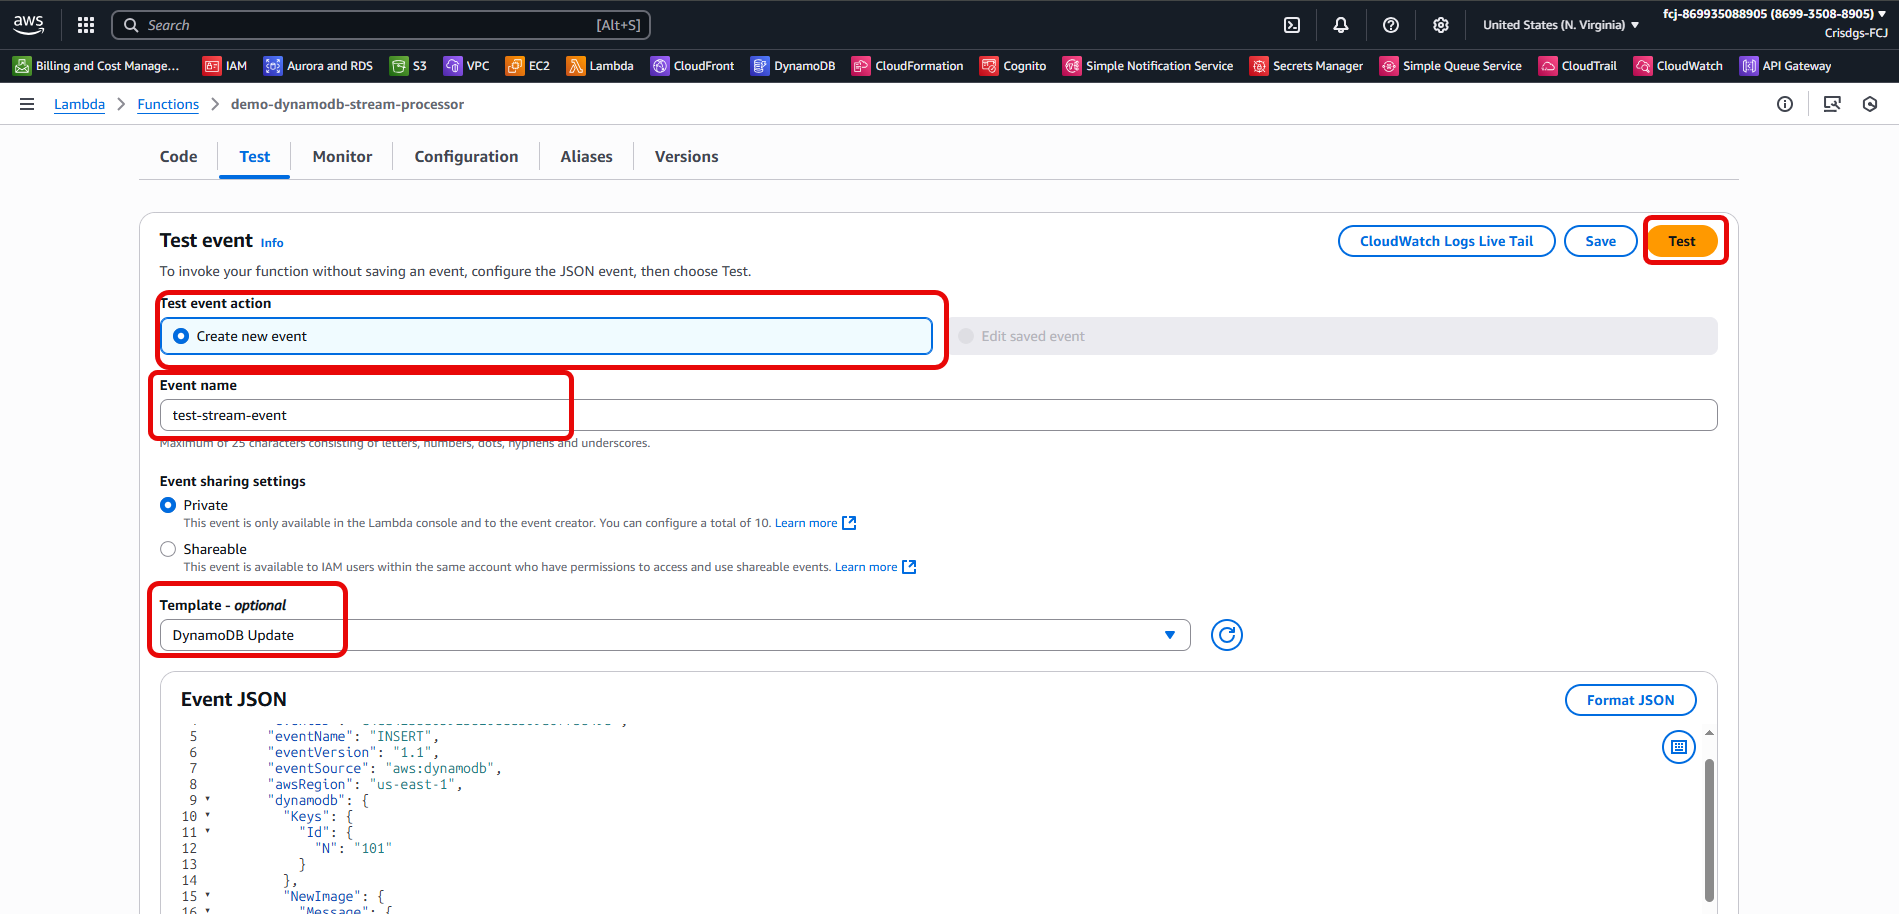 aws
Search [Alt+S]
United States (N. Virginia)
fcj-869935088905 (8699-3508-8905)
Crisdgs-FCJ
Billing and Cost Manage... IAM Aurora and RDS S3 VPC EC2 Lambda CloudFront DynamoDB CloudFormation Cognito Simple Notification Service Secrets Manager Simple Queue Service CloudTrail CloudWatch API Gateway
Lambda > Functions > demo-dynamodb-stream-processor
Code Test Monitor Configuration Aliases Versions
Test event Info
CloudWatch Logs Live Tail Save Test
To invoke your function without saving an event, configure the JSON event, then choose Test.
Test event action
Create new event
Edit saved event
Event name
test-stream-event
Maximum of 25 characters consisting of letters, numbers, dots, hyphens and underscores.
Event sharing settings
Private
This event is only available in the Lambda console and to the event creator. You can configure a total of 10. Learn more
Shareable
This event is available to IAM users within the same account who have permissions to access and use shareable events. Learn more
Template - optional
DynamoDB Update
Event JSON
Format JSON
5 "eventName": "INSERT",
6 "eventVersion": "1.1",
7 "eventSource": "aws:dynamodb",
8 "awsRegion": "us-east-1",
9 "dynamodb": {
10 "Keys": {
11 "Id": {
12 "N": "101"
13 }
14 },
15 "NewImage": {
16 "Message": {